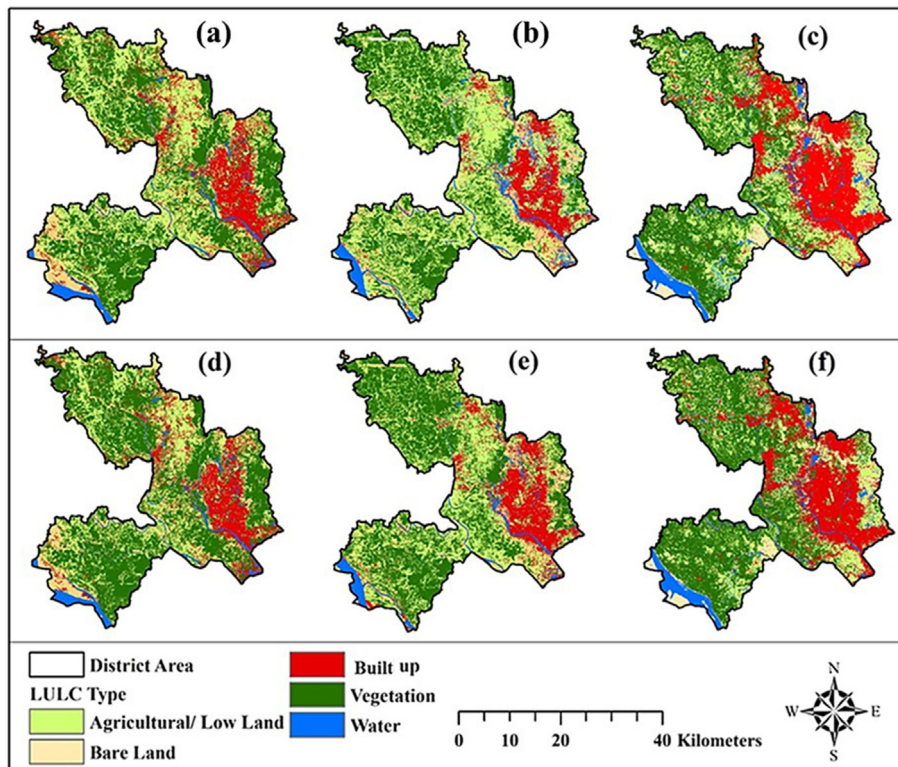 (a)
(b)
(c)
(d)
(e)
(f)
District Area
LULC Type
Agricultural/ Low Land
Bare Land
Built up
Vegetation
Water
0 10 20 40 Kilometers
N
W E
S